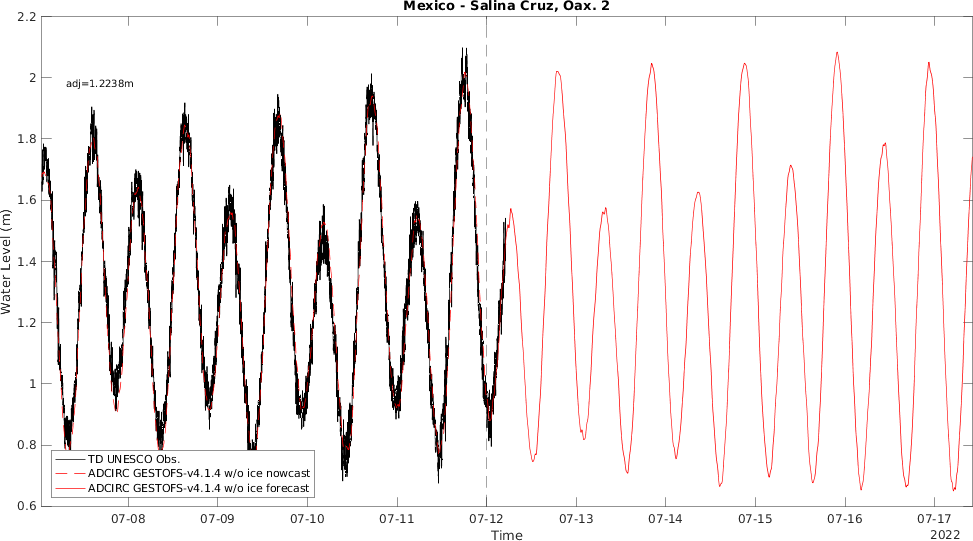 Mexico - Salina Cruz, Oax. 2
2.2
2
1.8
1.6
1.4
1.2
1
0.8
0.6
Water Level (m)
adj=1.2238m
TD UNESCO Obs.
ADCIRC GESTOFS-v4.1.4 w/o ice nowcast
ADCIRC GESTOFS-v4.1.4 w/o ice forecast
07-08 07-09 07-10 07-11 07-12 07-13 07-14 07-15 07-16 07-17
Time
2022